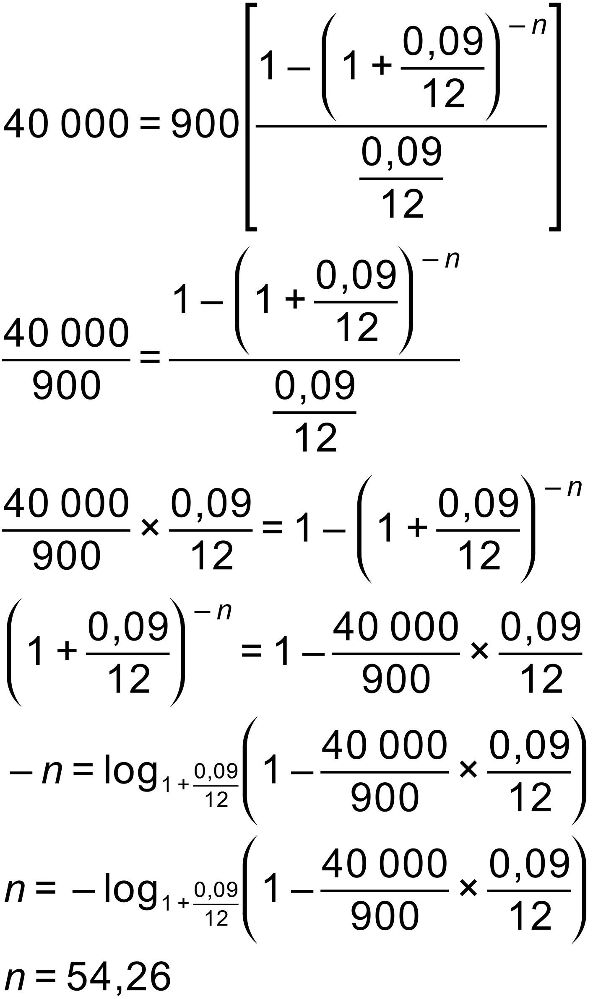 40 000 = 900[(1 – (1 + 0,09/12)^(– n)) / (0,09/12)]
40 000/900 = (1 – (1 + 0,09/12)^(– n)) / (0,09/12)
40 000/900 × 0,09/12 = 1 – (1 + 0,09/12)^(– n)
(1 + 0,09/12)^(– n) = 1 – 40 000/900 × 0,09/12
– n = log_(1 + 0,09/12)(1 – 40 000/900 × 0,09/12)
n = – log_(1 + 0,09/12)(1 – 40 000/900 × 0,09/12)
n = 54,26